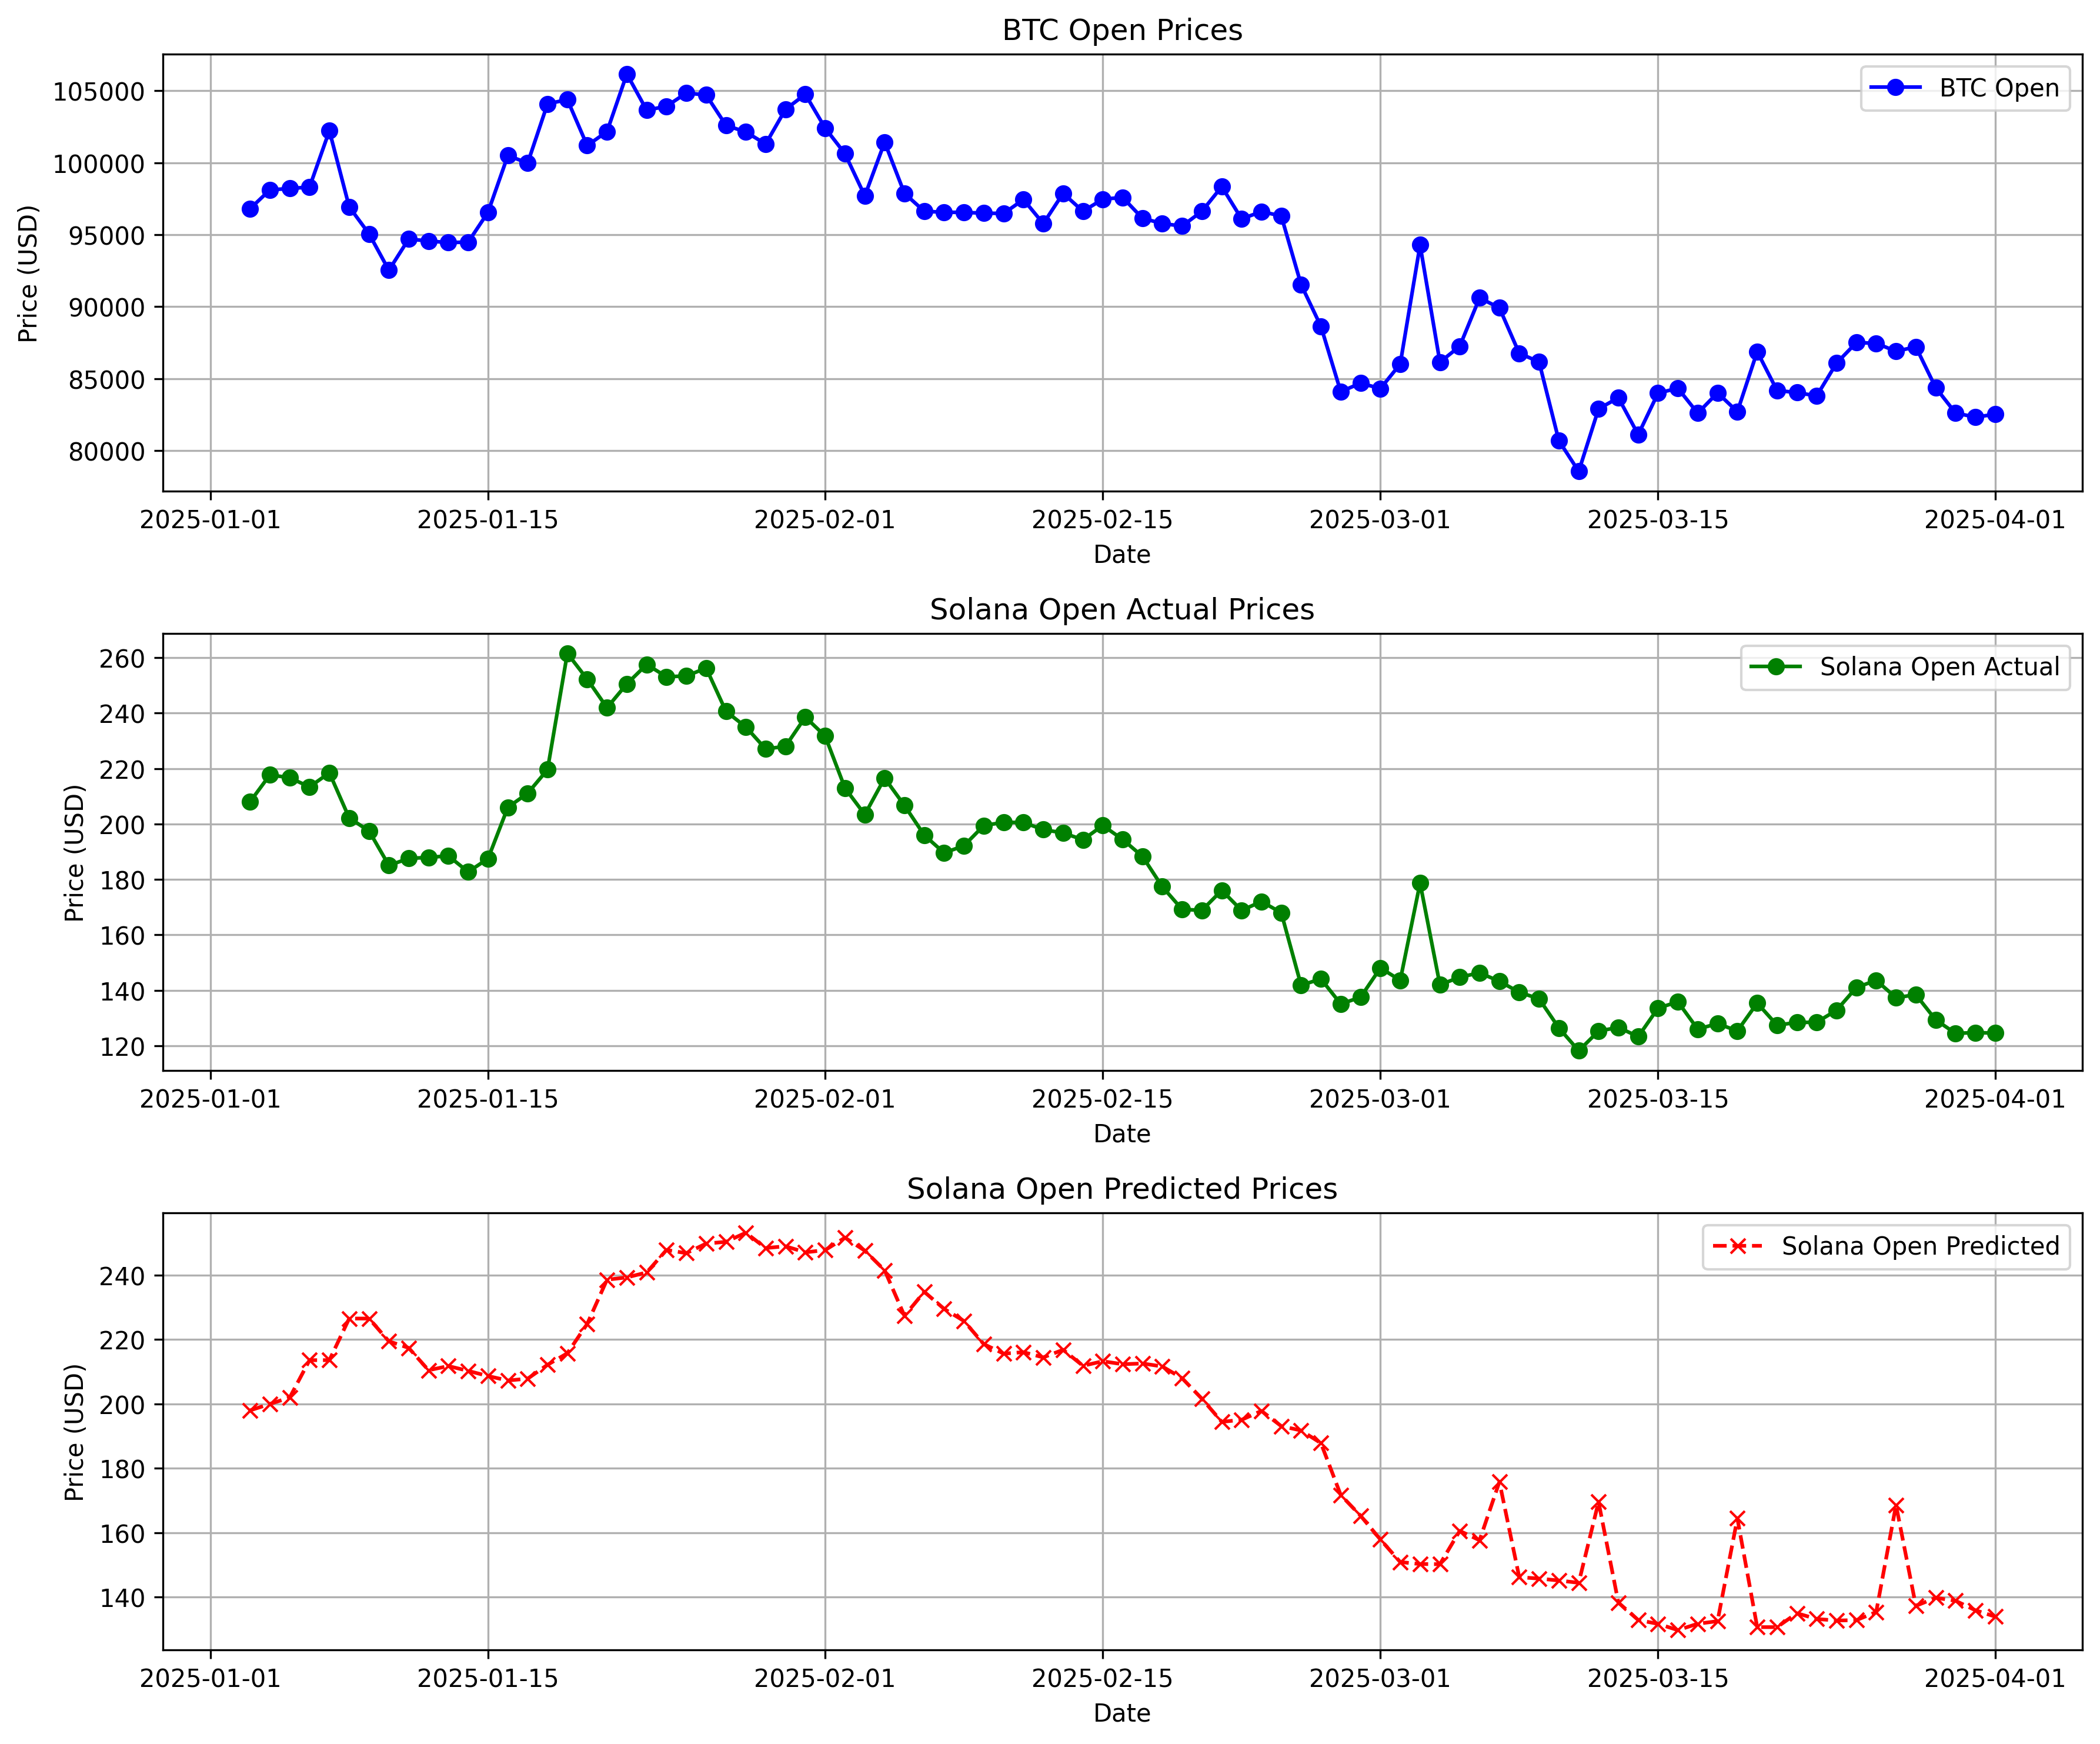 BTC Open Prices
BTC Open
105000
100000
95000
90000
85000
80000
Price (USD)
2025-01-01 2025-01-15 2025-02-01 2025-02-15 2025-03-01 2025-03-15 2025-04-01
Date
Solana Open Actual Prices
Solana Open Actual
260
240
220
200
180
160
140
120
Price (USD)
2025-01-01 2025-01-15 2025-02-01 2025-02-15 2025-03-01 2025-03-15 2025-04-01
Date
Solana Open Predicted Prices
Solana Open Predicted
240
220
200
180
160
140
Price (USD)
2025-01-01 2025-01-15 2025-02-01 2025-02-15 2025-03-01 2025-03-15 2025-04-01
Date